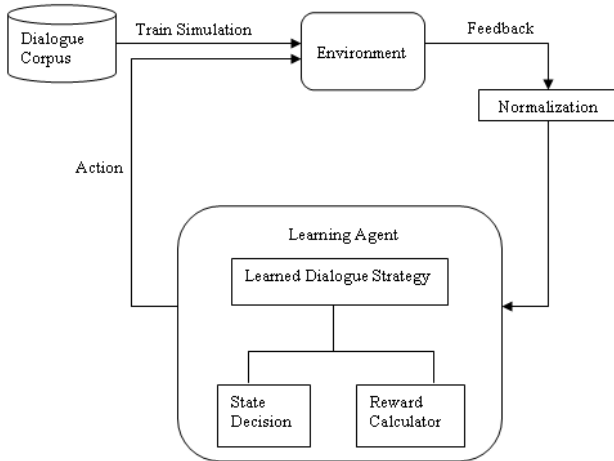 Dialogue
Corpus
Train Simulation
Environment
Feedback
Normalization
Action
Learning Agent
Learned Dialogue Strategy
State
Decision
Reward
Calculator